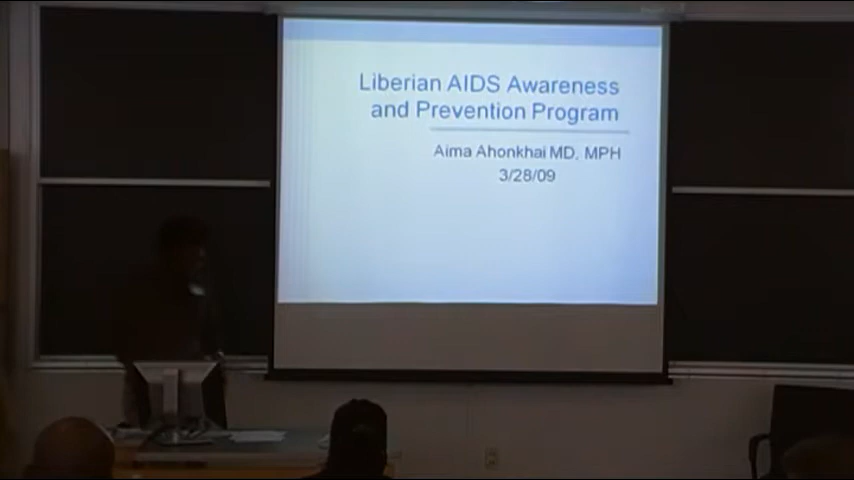 Liberian AIDS Awareness
and Prevention Program
Aima Ahonkhai MD, MPH
3/28/09